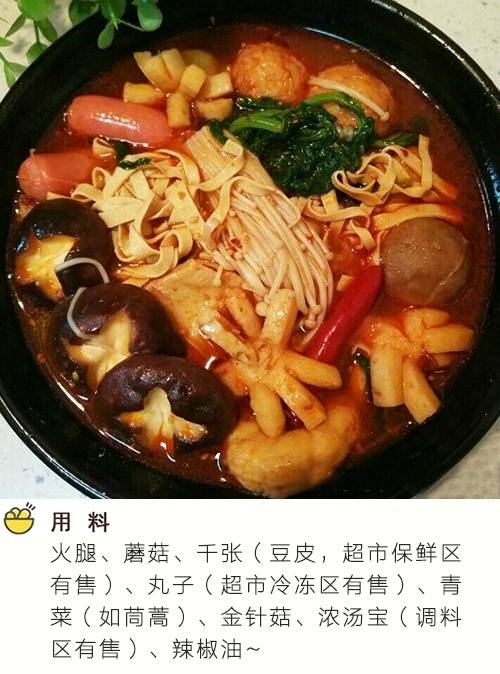 用料
火腿、蘑菇、千张（豆皮，超市保鲜区
有售）、丸子（超市冷冻区有售）、青
菜（如茼蒿）、金针菇、浓汤宝（调料
区有售）、辣椒油~